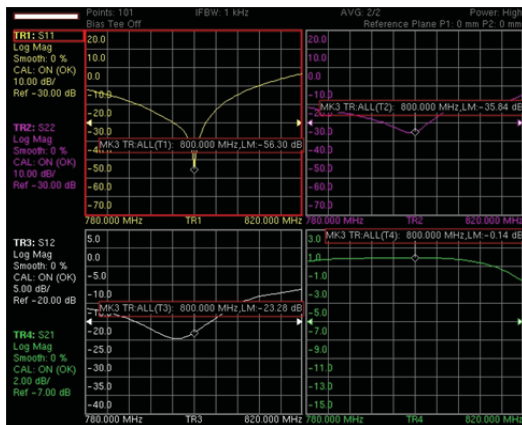 Points: 101 IFBW: 1 kHz AVG: 2/2 Power: High
Bias Tee Off Reference Plane P1: 0 mm P2: 0 mm
TR1: S11
Log Mag
Smooth: 0 %
CAL: ON (OK)
10.00 dB/
Ref -30.00 dB
TR2: S22
Log Mag
Smooth: 0 %
CAL: ON (OK)
10.00 dB/
Ref -30.00 dB
20.0
10.0
0.0
-10.0
-20.0
-30.0
MK3 TR:ALL(T1): 800.000 MHz,LM:-56.30 dB
-50.0
-60.0
-70.0
780.000 MHz TR1 820.000 MHz
20.0
10.0
0.0
MK3 TR:ALL(T2): 800.000 MHz,LM:-35.84 dB
-30.0
-40.0
-50.0
-60.0
-70.0
780.000 MHz TR2 820.000 MHz
TR3: S12
Log Mag
Smooth: 0 %
CAL: ON (OK)
5.00 dB/
Ref -20.00 dB
TR4: S21
Log Mag
Smooth: 0 %
CAL: ON (OK)
2.00 dB/
Ref -7.00 dB
5.0
0.0
-5.0
-10.0
MK3 TR:ALL(T3): 800.000 MHz,LM:-23.28 dB
-20.0
-25.0
-30.0
-35.0
-40.0
780.000 MHz TR3 820.000 MHz
3.0
MK3 TR:ALL(T4): 800.000 MHz,LM:-0.14 dB
1.0
-1.0
-3.0
-5.0
-7.0
-9.0
-11.0
-13.0
-15.0
780.000 MHz TR4 820.000 MHz